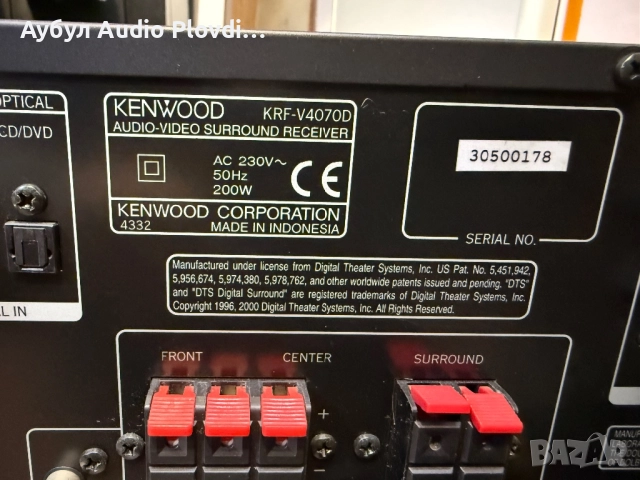 Аубул Audio Plovdi...
OPTICAL
CD/DVD
KENWOOD KRF-V4070D
AUDIO-VIDEO SURROUND RECEIVER
AC 230V~
50Hz
200W
CE
KENWOOD CORPORATION
4332 MADE IN INDONESIA
30500178
SERIAL NO.
Manufactured under license from Digital Theater Systems, Inc. US Pat. No. 5,451,942,
5,956,674, 5,974,380, 5,978,762, and other worldwide patents issued and pending. "DTS"
and "DTS Digital Surround" are registered trademarks of Digital Theater Systems, Inc.
Copyright 1996, 2000 Digital Theater Systems, Inc. All Rights Reserved.
IN
FRONT CENTER SURROUND
+
−
bazar